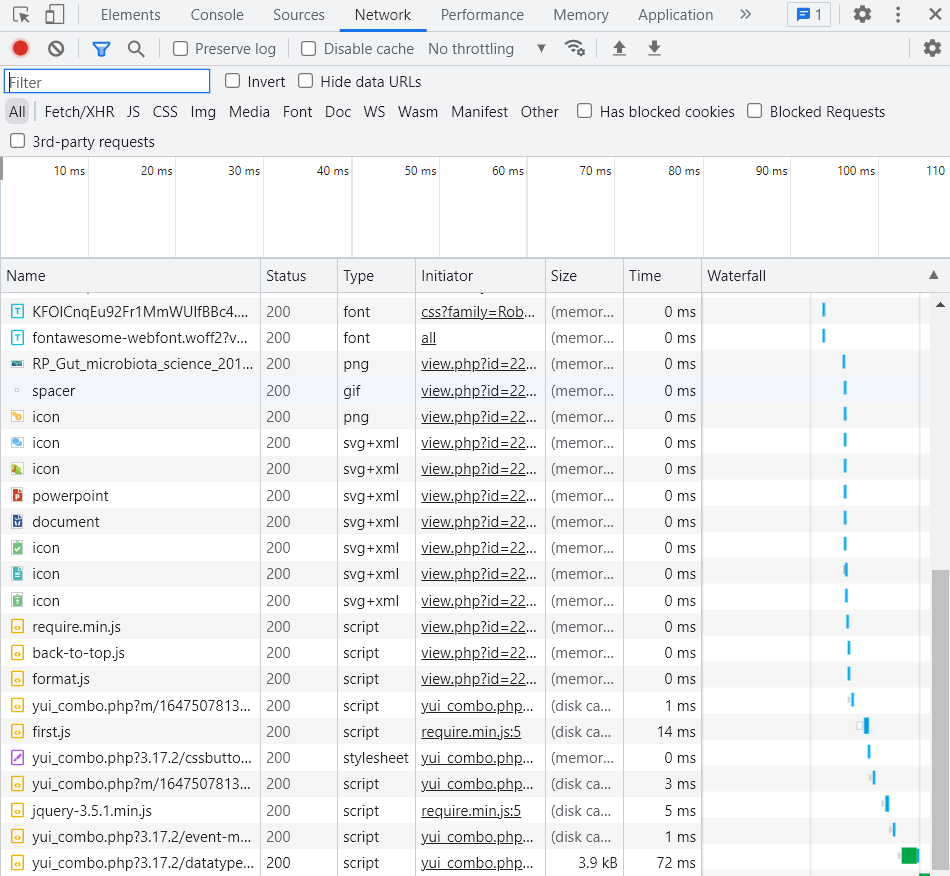 Elements Console Sources Network Performance Memory Application » 1
Preserve log Disable cache No throttling
Filter Invert Hide data URLs
All Fetch/XHR JS CSS Img Media Font Doc WS Wasm Manifest Other Has blocked cookies Blocked Requests
3rd-party requests
10 ms 20 ms 30 ms 40 ms 50 ms 60 ms 70 ms 80 ms 90 ms 100 ms 110
Name Status Type Initiator Size Time Waterfall
KFOlCnqEu92Fr1MmWUlfBBc4.... 200 font css?family=Rob... (memor... 0 ms
fontawesome-webfont.woff2?v... 200 font all (memor... 0 ms
RP_Gut_microbiota_science_201... 200 png view.php?id=22... (memor... 0 ms
spacer 200 gif view.php?id=22... (memor... 0 ms
icon 200 png view.php?id=22... (memor... 0 ms
icon 200 svg+xml view.php?id=22... (memor... 0 ms
icon 200 svg+xml view.php?id=22... (memor... 0 ms
powerpoint 200 svg+xml view.php?id=22... (memor... 0 ms
document 200 svg+xml view.php?id=22... (memor... 0 ms
icon 200 svg+xml view.php?id=22... (memor... 0 ms
icon 200 svg+xml view.php?id=22... (memor... 0 ms
icon 200 svg+xml view.php?id=22... (memor... 0 ms
require.min.js 200 script view.php?id=22... (memor... 0 ms
back-to-top.js 200 script view.php?id=22... (memor... 0 ms
format.js 200 script view.php?id=22... (memor... 0 ms
yui_combo.php?m/1647507813... 200 script yui_combo.php... (disk ca... 1 ms
first.js 200 script require.min.js:5 (disk ca... 14 ms
yui_combo.php?3.17.2/cssbutto... 200 stylesheet yui_combo.php... (memor... 0 ms
yui_combo.php?m/1647507813... 200 script yui_combo.php... (disk ca... 3 ms
jquery-3.5.1.min.js 200 script require.min.js:5 (disk ca... 5 ms
yui_combo.php?3.17.2/event-m... 200 script yui_combo.php... (disk ca... 1 ms
yui_combo.php?3.17.2/datatype... 200 script yui_combo.php... 3.9 kB 72 ms